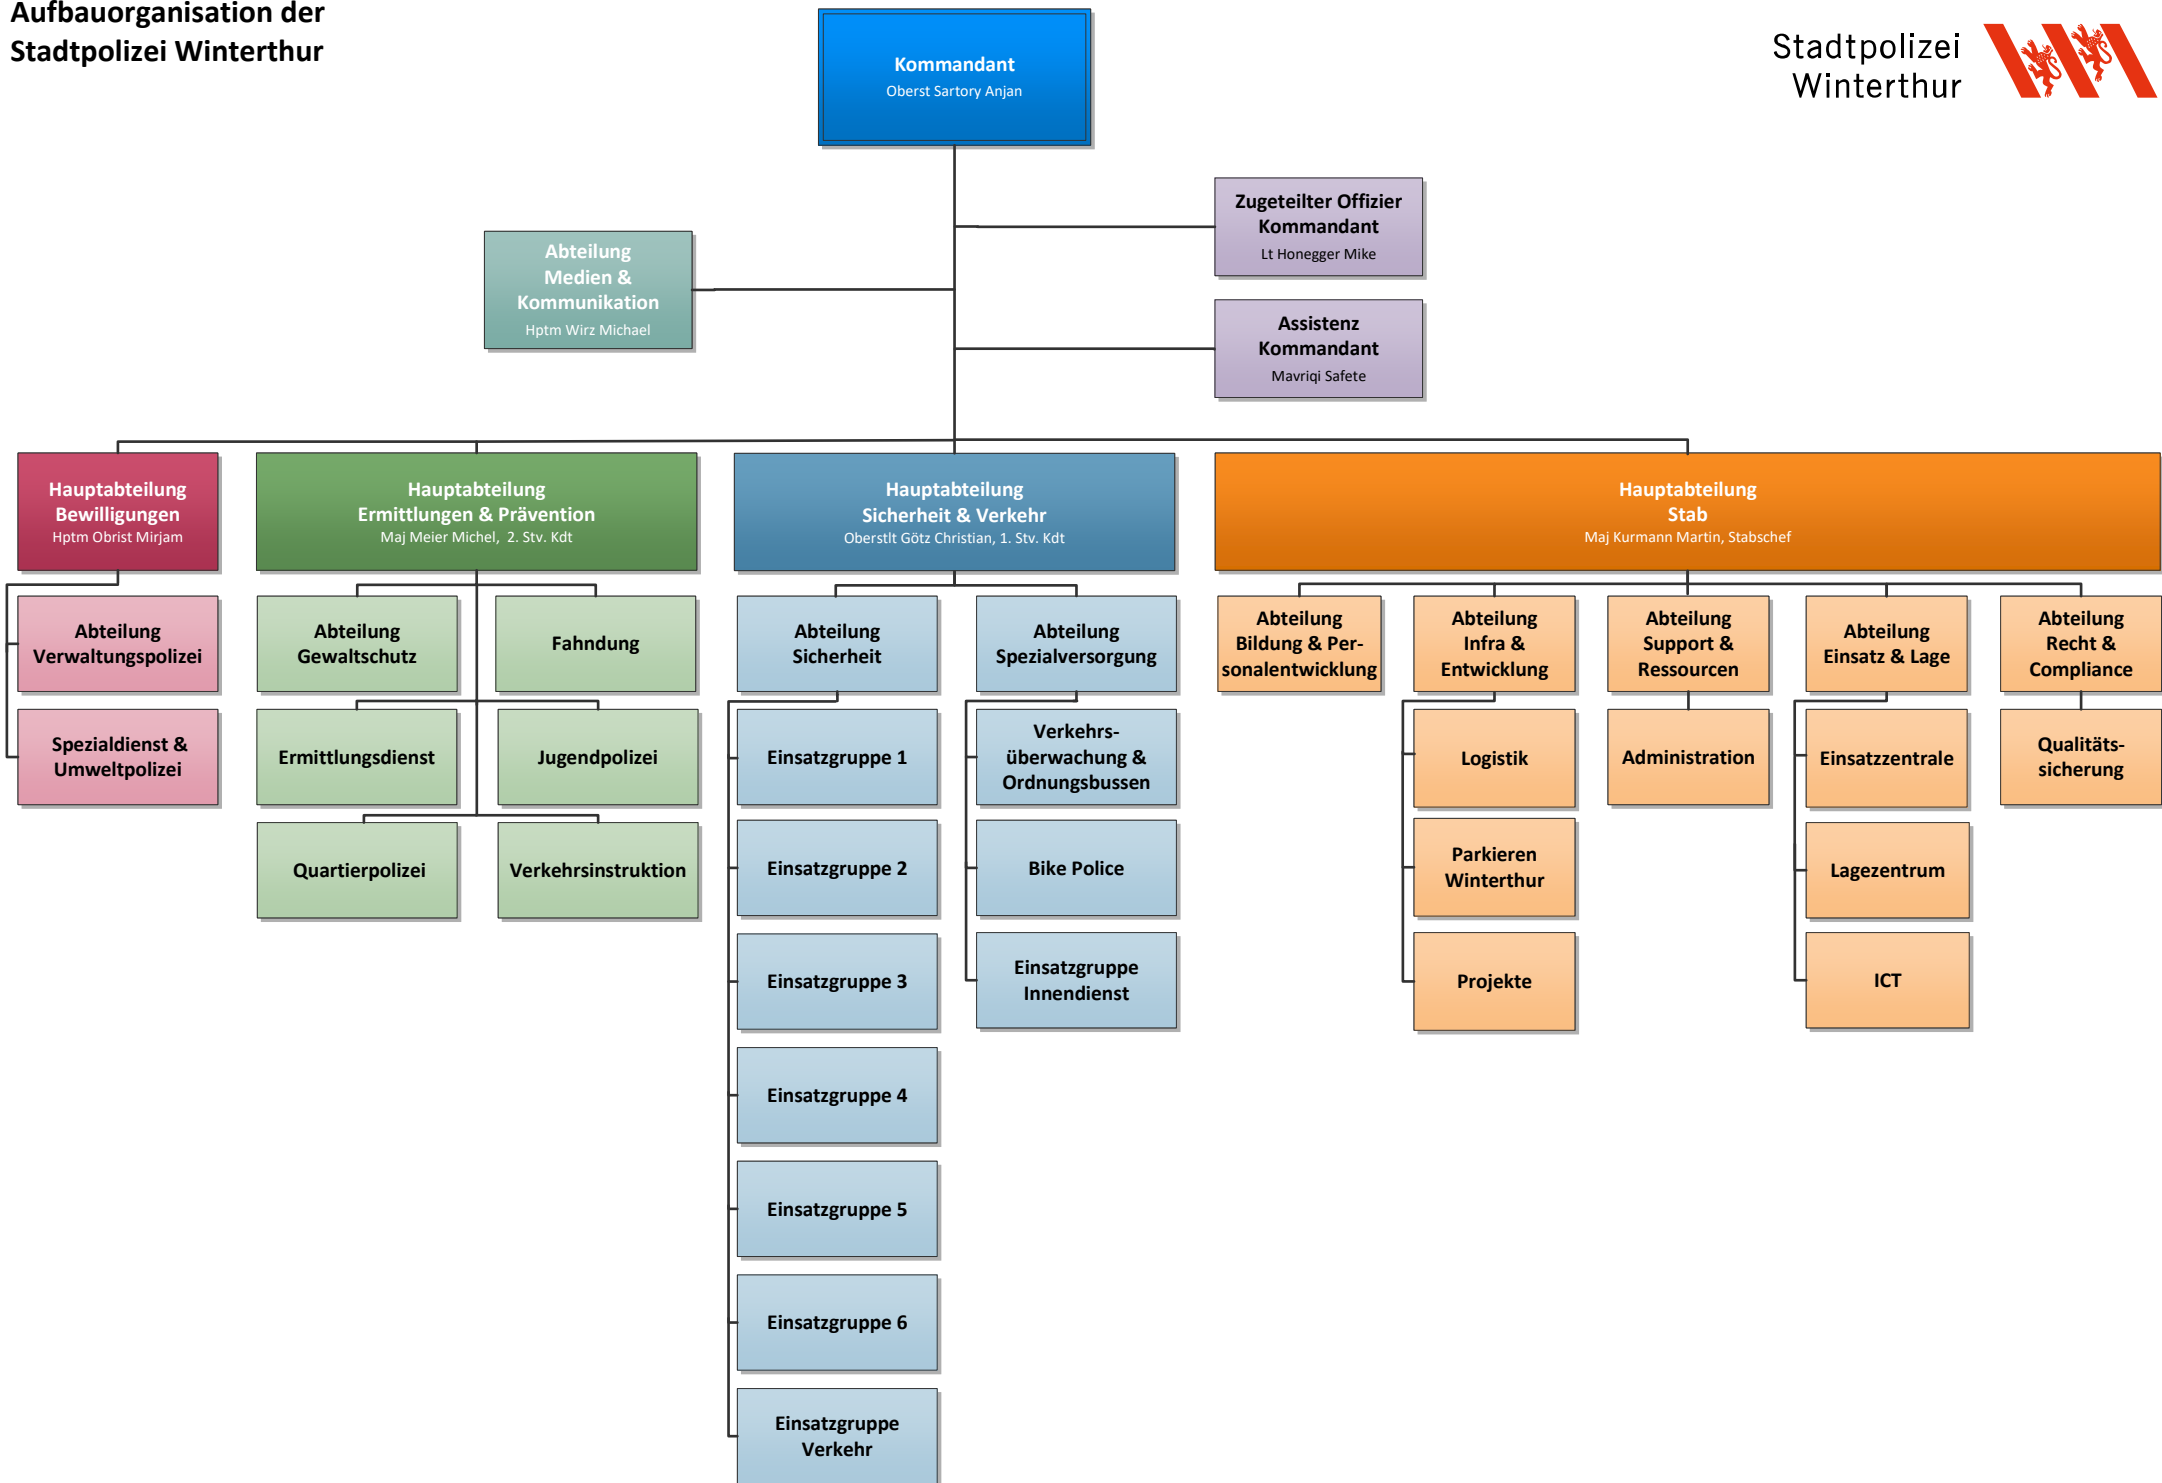 Aufbauorganisation der
Stadtpolizei Winterthur
Stadtpolizei
Winterthur
Kommandant
Oberst Sartory Anjan
Zugeteilter Offizier
Kommandant
Lt Honegger Mike
Abteilung
Medien &
Kommunikation
Hptm Wirz Michael
Assistenz
Kommandant
Mavriqi Safete
Hauptabteilung
Bewilligungen
Hptm Obrist Mirjam
Hauptabteilung
Ermittlungen & Prävention
Maj Meier Michel, 2. Stv. Kdt
Hauptabteilung
Sicherheit & Verkehr
Oberstlt Götz Christian, 1. Stv. Kdt
Hauptabteilung
Stab
Maj Kurmann Martin, Stabschef
Abteilung
Verwaltungspolizei
Spezialdienst &
Umweltpolizei
Abteilung
Gewaltschutz
Fahndung
Ermittlungsdienst
Jugendpolizei
Quartierpolizei
Verkehrsinstruktion
Abteilung
Sicherheit
Einsatzgruppe 1
Einsatzgruppe 2
Einsatzgruppe 3
Einsatzgruppe 4
Einsatzgruppe 5
Einsatzgruppe 6
Einsatzgruppe
Verkehr
Abteilung
Spezialversorgung
Verkehrs-
überwachung &
Ordnungsbussen
Bike Police
Einsatzgruppe
Innendienst
Abteilung
Bildung & Per-
sonalentwicklung
Abteilung
Infra &
Entwicklung
Logistik
Parkieren
Winterthur
Projekte
Abteilung
Support &
Ressourcen
Administration
Abteilung
Einsatz & Lage
Einsatzzentrale
Lagezentrum
ICT
Abteilung
Recht &
Compliance
Qualitäts-
sicherung